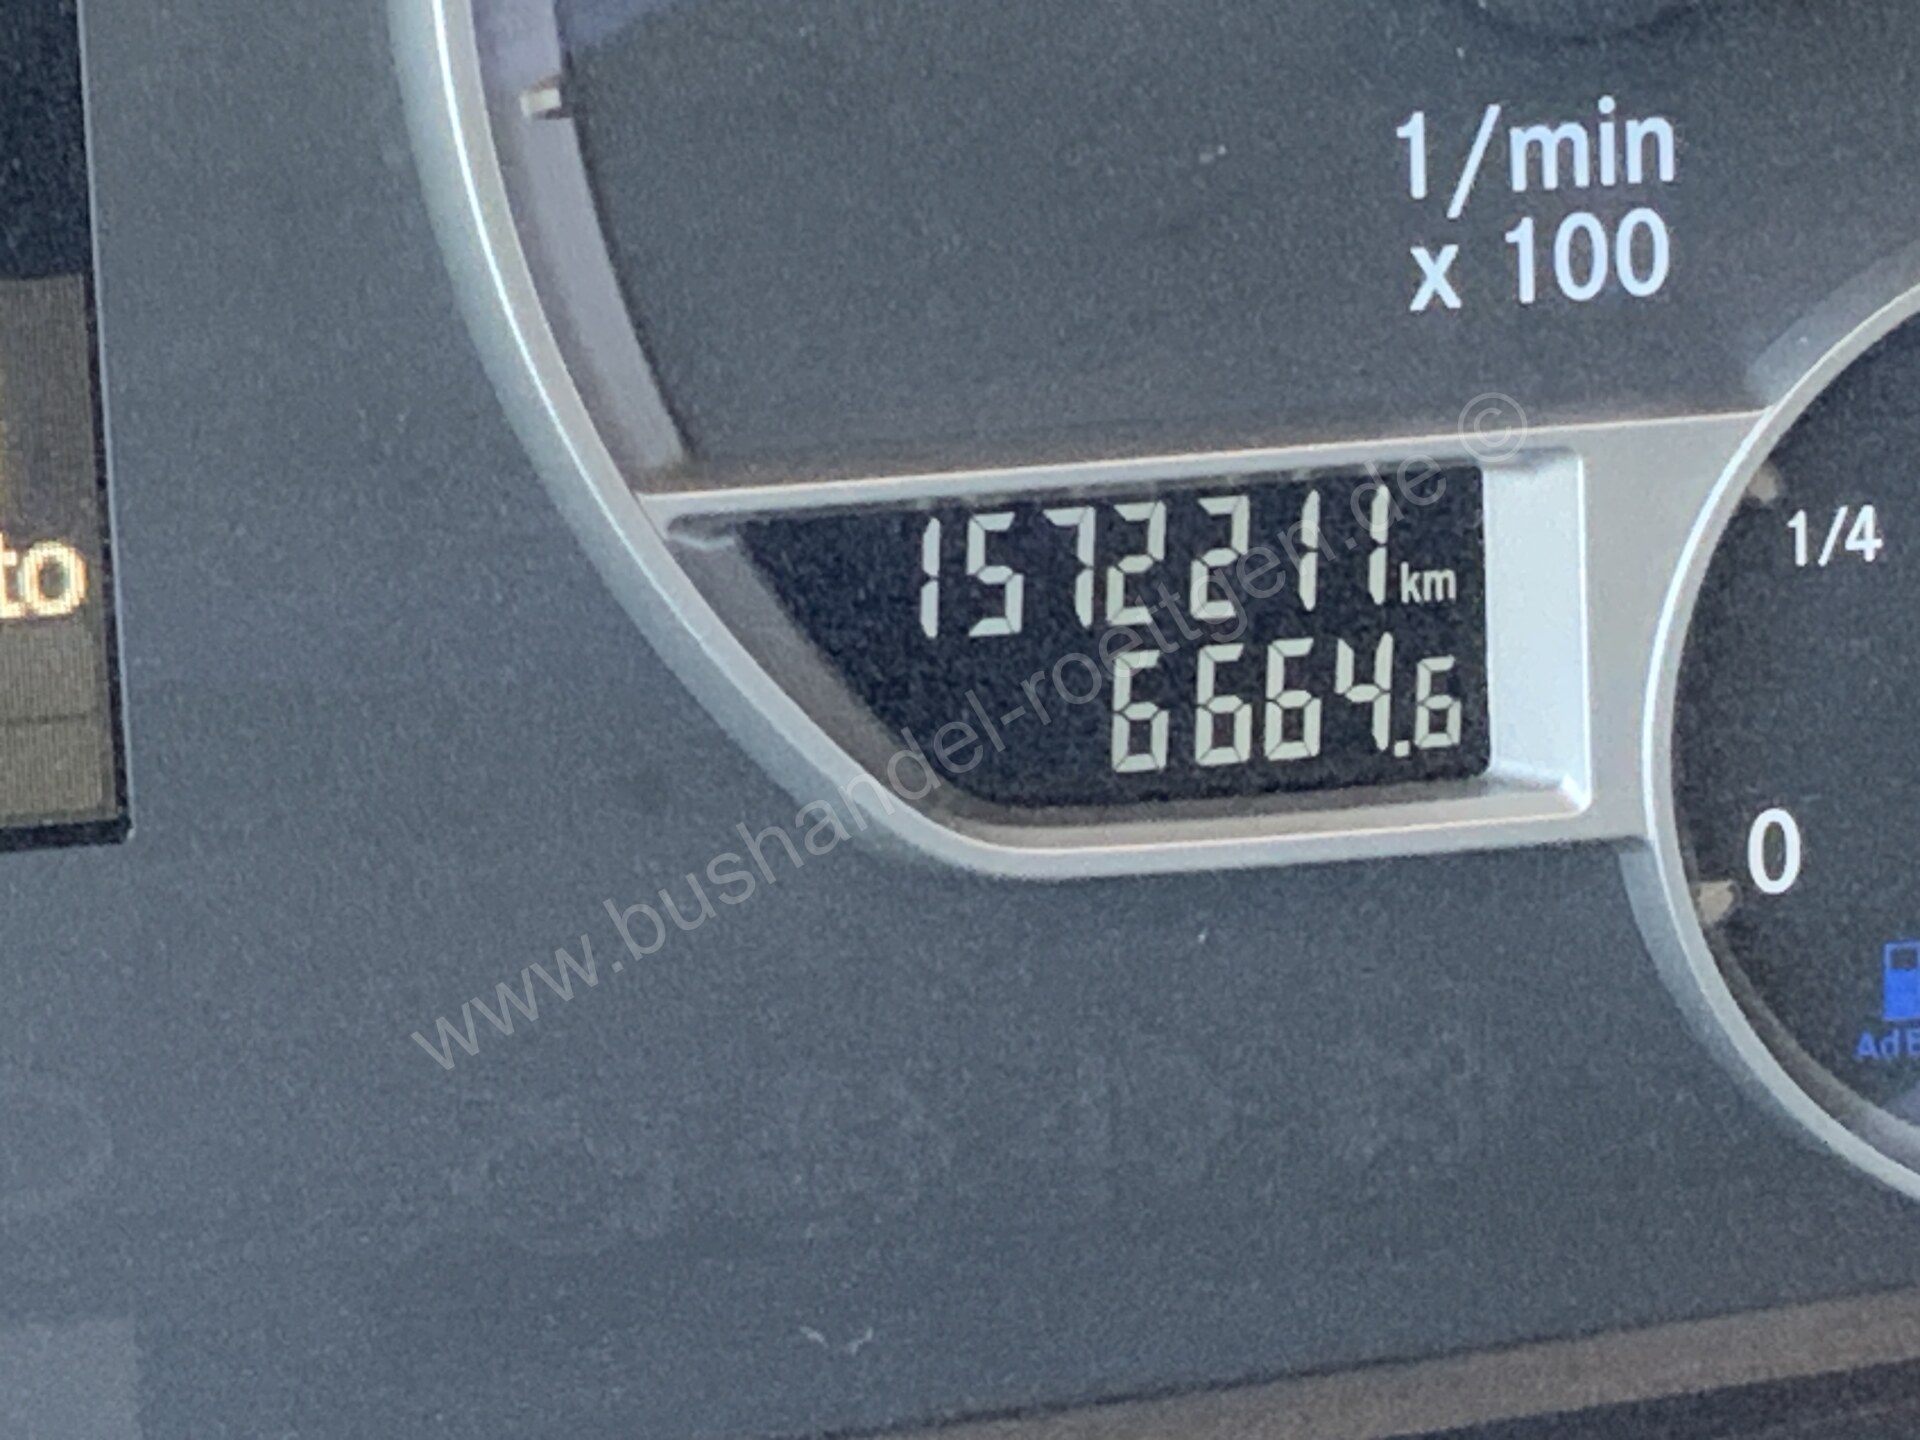 1/min
x 100
1572211 km
6664.6
to
1/4
0
www.bushandel-roettgen.de ©